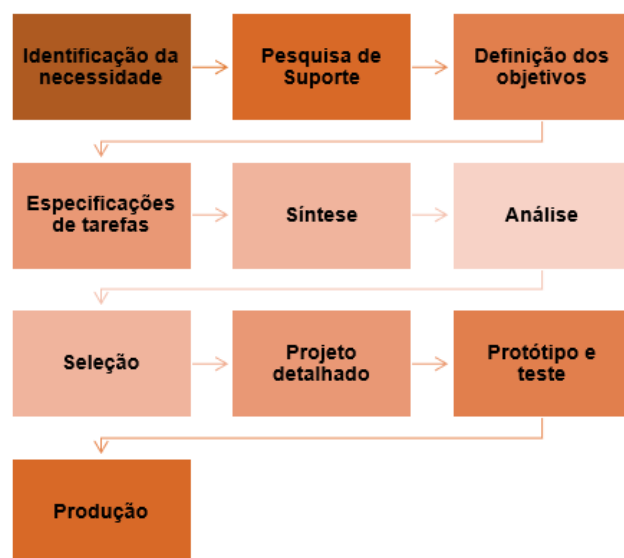 Identificação da
necessidade
Pesquisa de
Suporte
Definição dos
objetivos
Especificações
de tarefas
Síntese
Análise
Seleção
Projeto
detalhado
Protótipo e
teste
Produção